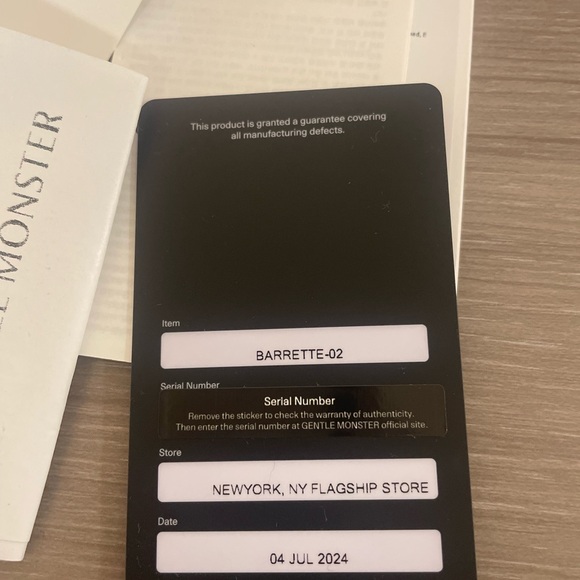 MONSTER
This product is granted a guarantee covering
all manufacturing defects.
Item
BARRETTE-02
Serial Number
Serial Number
Remove the sticker to check the warranty of authenticity.
Then enter the serial number at GENTLE MONSTER official site.
Store
NEWYORK, NY FLAGSHIP STORE
Date
04 JUL 2024